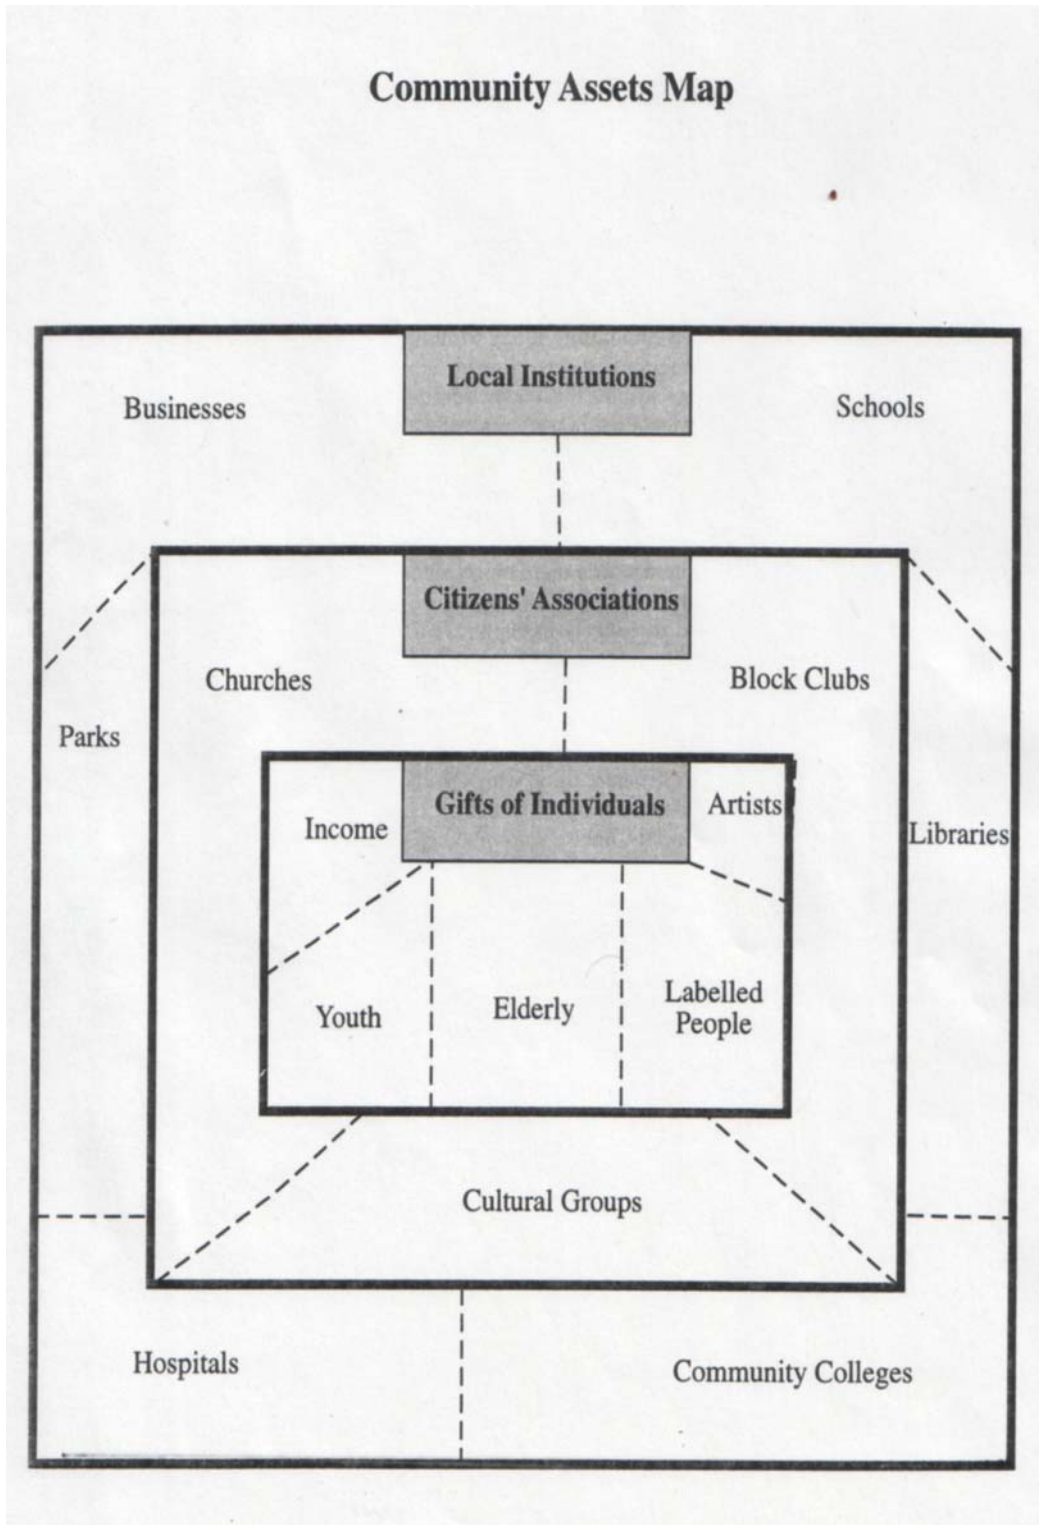 Community Assets Map
Local Institutions
Businesses
Schools
Citizens' Associations
Churches
Block Clubs
Parks
Gifts of Individuals
Income
Artists
Libraries
Youth
Elderly
Labelled
People
Cultural Groups
Hospitals
Community Colleges